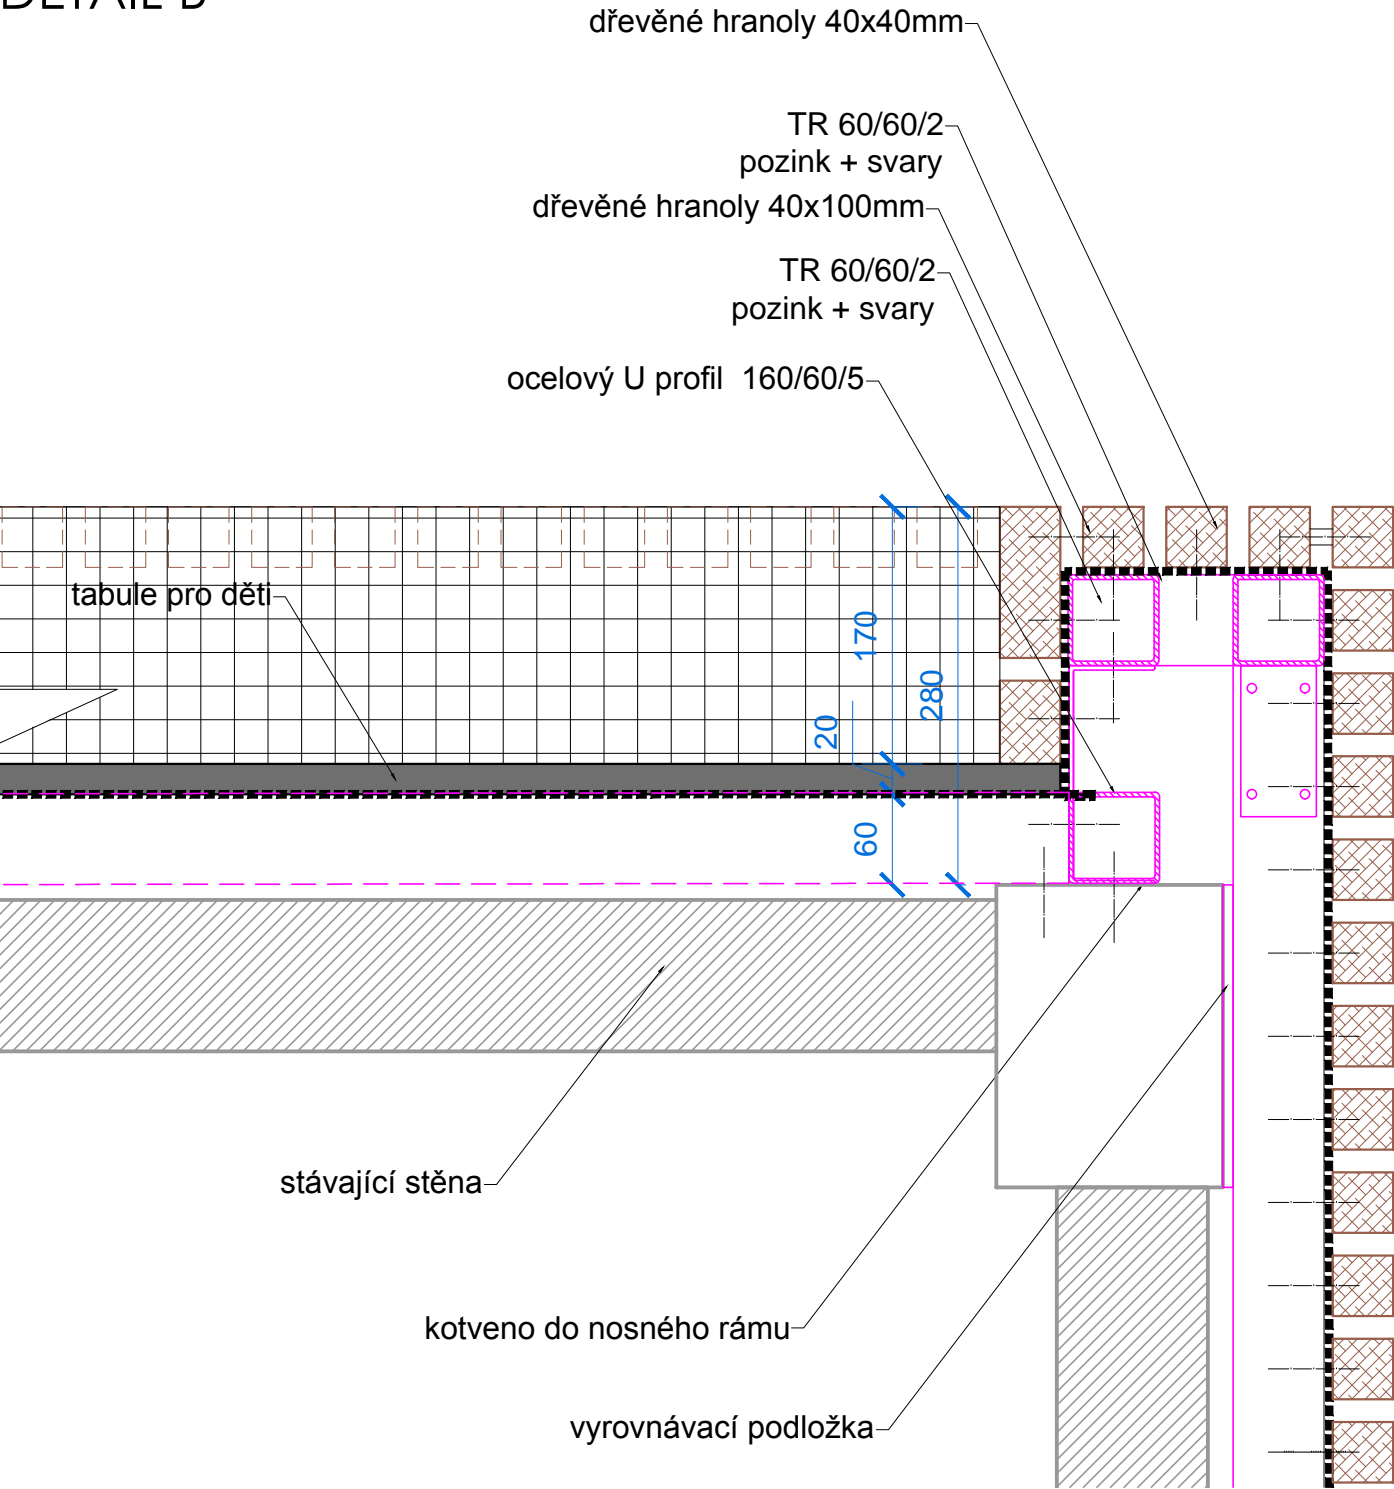 DETAIL B
dřevěné hranoly 40x40mm
TR 60/60/2
pozink + svary
dřevěné hranoly 40x100mm
TR 60/60/2
pozink + svary
ocelový U profil 160/60/5
tabule pro děti
170
280
20
60
stávající stěna
kotveno do nosného rámu
vyrovnávací podložka